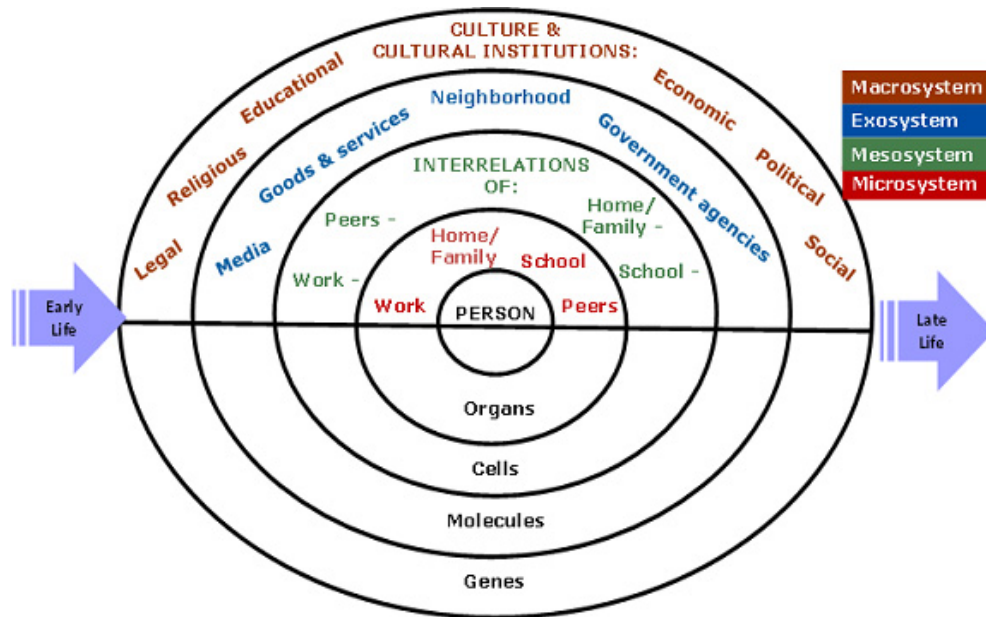 CULTURE &
CULTURAL INSTITUTIONS:
Legal
Religious
Educational
Economic
Political
Social
Macrosystem
Exosystem
Mesosystem
Microsystem
Media
Goods & services
Neighborhood
Government agencies
INTERRELATIONS
OF:
Work -
Peers -
Home/
Family -
School -
Work
Home/
Family
School
Peers
PERSON
Early
Life
Late
Life
Organs
Cells
Molecules
Genes